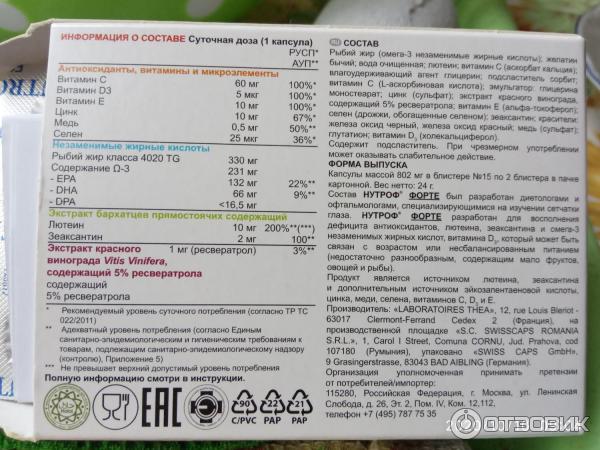 ИНФОРМАЦИЯ О СОСТАВЕ Суточная доза (1 капсула)
РУСП*
АУП**
Антиоксиданты, витамины и микроэлементы
Витамин С 60 мг 100%*
Витамин D3 5 мкг 100%*
Витамин Е 10 мг 100%*
Цинк 10 мг 67%*
Медь 0,5 мг 50%**
Селен 25 мкг 36%*
Незаменимые жирные кислоты
Рыбий жир класса 4020 TG 330 мг
Содержание Ω-3 231 мг
- EPA 132 мг 22%**
- DHA 66 мг 9%**
- DPA <16,5 мг
Экстракт бархатцев прямостоячих содержащий
Лютеин 10 мг 200%**(***)
Зеаксантин 2 мг 100**
Экстракт красного 1 мг (ресвератрол) 3%**
винограда Vitis Vinifera,
содержащий 5% ресвератрола
содержащий
5% ресвератрола
* Рекомендуемый уровень суточного потребления (согласно ТР ТС
022/2011)
** Адекватный уровень потребления (согласно Единым
санитарно-эпидемиологическим и гигиеническим требованиям к
товарам, подлежащим санитарно-эпидемиологическому надзору
(контролю), Приложение 5)
*** Не превышает верхний допустимый уровень потребления
Полную информацию смотрите в инструкции.
90 22 21
C/PVC PAP PAP
СОСТАВ
Рыбий жир (омега-3 незаменимые жирные кислоты); желатин
бычий; вода очищенная; лютеин; витамин С (аскорбат кальция);
влагоудерживающий агент глицерин; подсластитель сорбит;
витамин С (L-аскорбиновая кислота); эмульгатор: глицерина
моностеарат; цинк (сульфат); экстракт красного винограда,
содержащий 5% ресвератрола; витамин Е (альфа-токоферол);
селен (дрожжи, обогащенные селеном); зеаксантин; красители:
железа оксид черный, железа оксид красный; медь (сульфат);
глутатион; витамин D₃ (холекальциферол).
Содержит подсластитель. При чрезмерном употреблении
может оказывать слабительное действие.
ФОРМА ВЫПУСКА
Капсулы массой 802 мг в блистере №15 по 2 блистера в пачке
картонной. Вес нетто: 24 г.
Состав НУТРОФ® ФОРТЕ был разработан диетологами и
офтальмологами, специализирующимися на изучении сетчатки
глаза. НУТРОФ® ФОРТЕ разработан для восполнения
дефицита антиоксидантов, лютеина, зеаксантина и омега-3
незаменимых жирных кислот, витамина D₃, который может быть
связан с возрастом или несбалансированным питанием
(недостаточно разнообразным, содержащим мало фруктов,
овощей и рыбы).
Продукт является источником лютеина, зеаксантина
и дополнительным источником эйкозапентаеновой кислоты,
цинка, меди, селена, витаминов С, D₃ и Е.
Производитель: «LABORATOIRES THEA», 12 rue Louis Bleriot -
63017 Clermont-Ferrand Cedex 2 (Франция), на
производственной площадке «S.C. SWISSCAPS ROMANIA
S.R.L.», 1, Carol I Street, Comuna CORNU, Jud. Prahova, cod
107180 (Румыния), упаковано «SWISS CAPS GmbH»,
9 Grasingerstrasse, 83043 BAD AIBLING (Германия).
Организация уполномоченная принимать претензии
от потребителей/импортер:
115280, Российская Федерация, г. Москва, ул. Ленинская
Слобода, д. 26, Эт. 2, Пом. IV, Ком. 12,112,
телефон +7 (495) 787 75 35
ОТЗОВИК